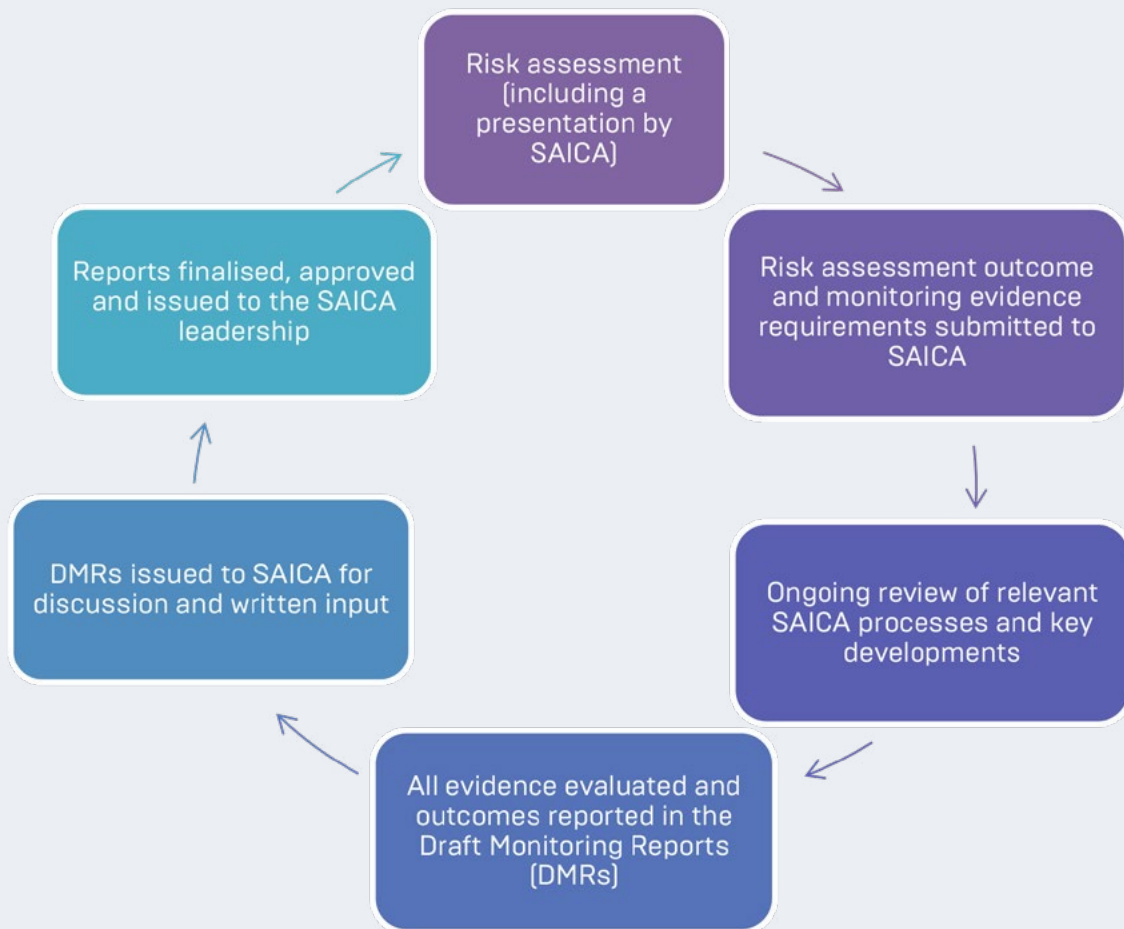 Risk assessment
(including a
presentation by
SAICA)
Risk assessment outcome
and monitoring evidence
requirements submitted to
SAICA
Ongoing review of relevant
SAICA processes and key
developments
All evidence evaluated and
outcomes reported in the
Draft Monitoring Reports
(DMRs)
DMRs issued to SAICA for
discussion and written input
Reports finalised, approved
and issued to the SAICA
leadership